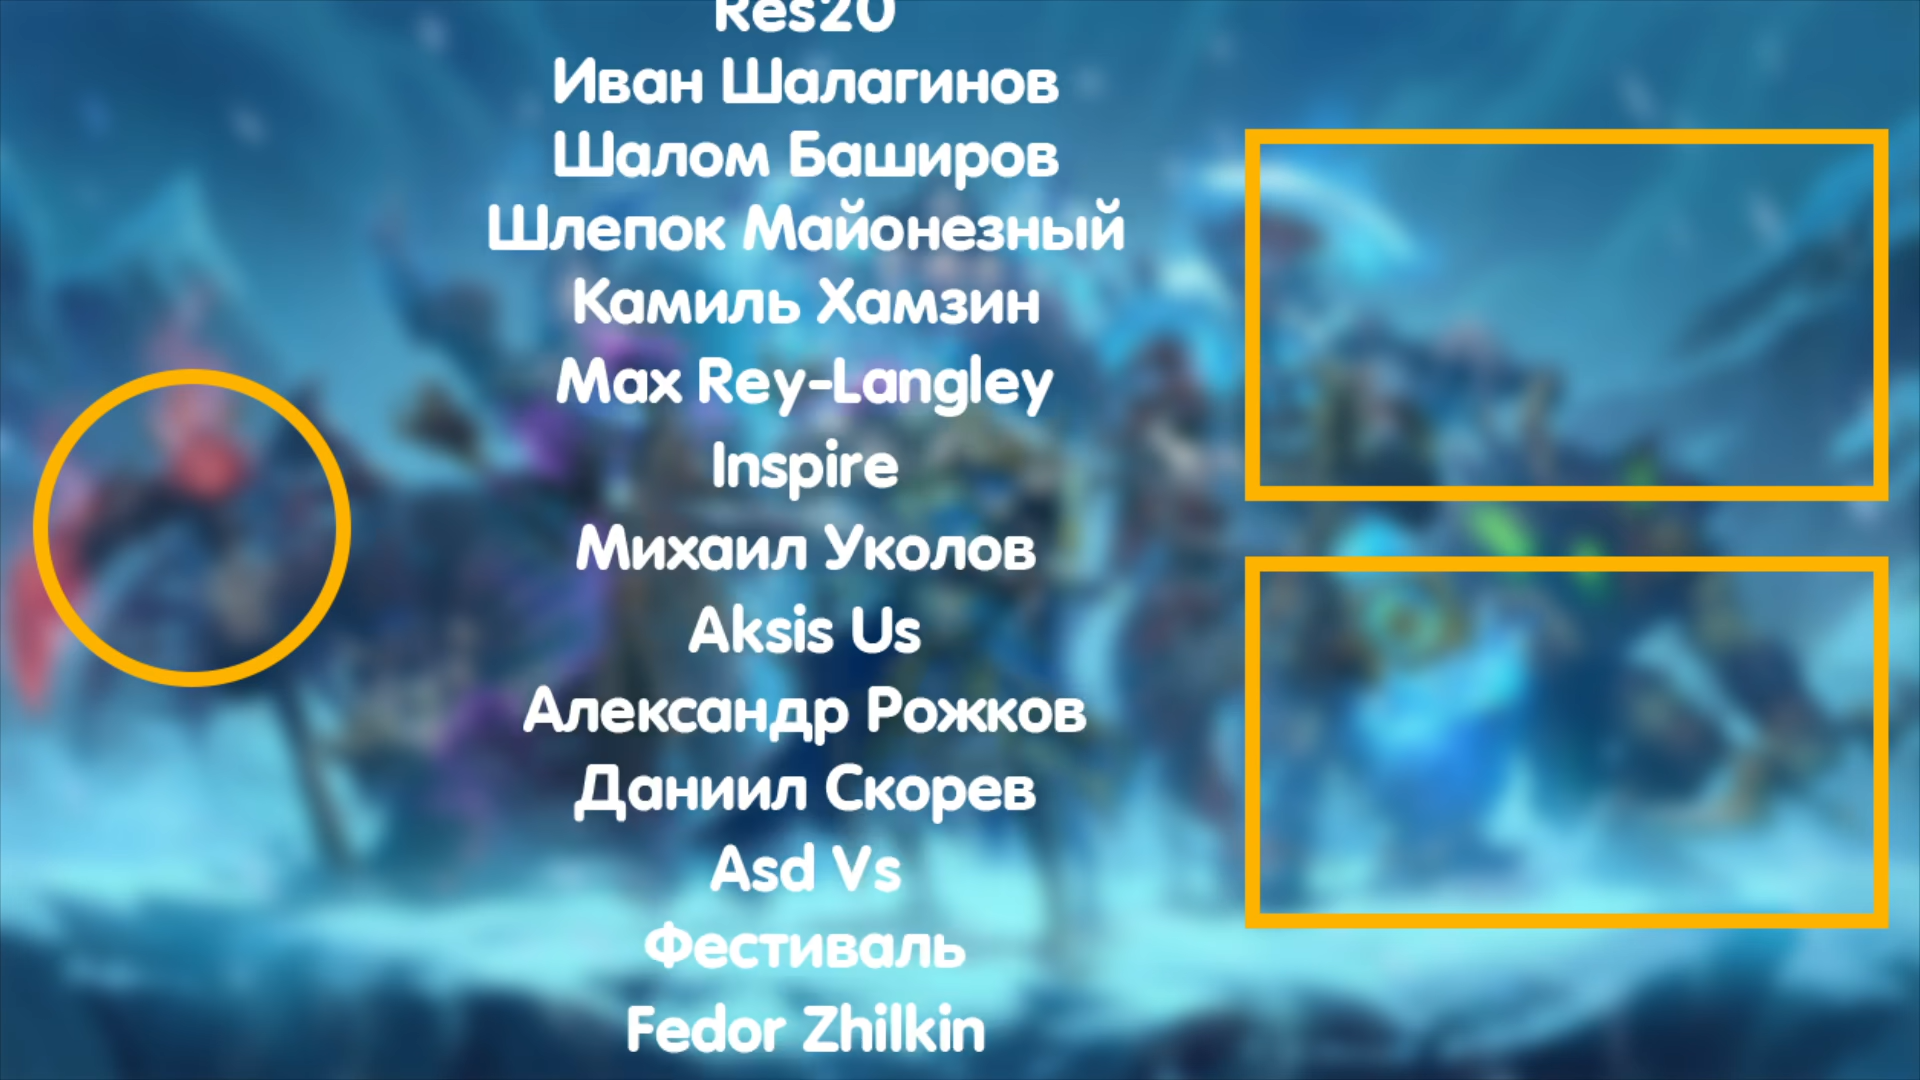 Res20
Иван Шалагинов
Шалом Баширов
Шлепок Майонезный
Камиль Хамзин
Max Rey-Langley
Inspire
Михаил Уколов
Aksis Us
Александр Рожков
Даниил Скорев
Asd Vs
Фестиваль
Fedor Zhilkin